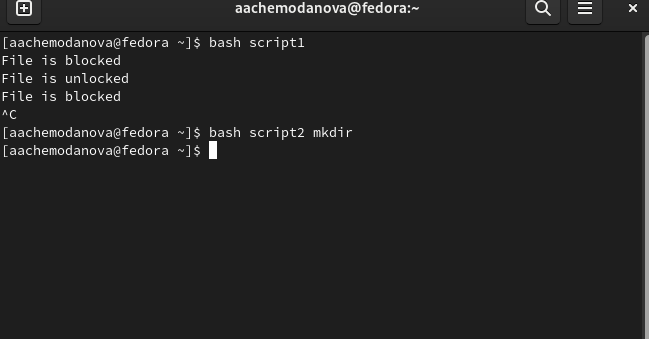 aachemodanova@fedora:~
[aachemodanova@fedora ~]$ bash script1
File is blocked
File is unlocked
File is blocked
^C
[aachemodanova@fedora ~]$ bash script2 mkdir
[aachemodanova@fedora ~]$